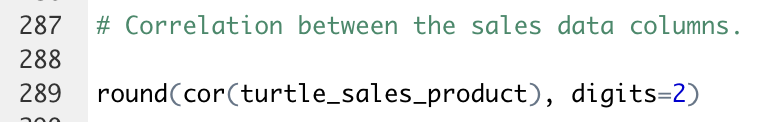 287 # Correlation between the sales data columns.
288
289 round(cor(turtle_sales_product), digits=2)